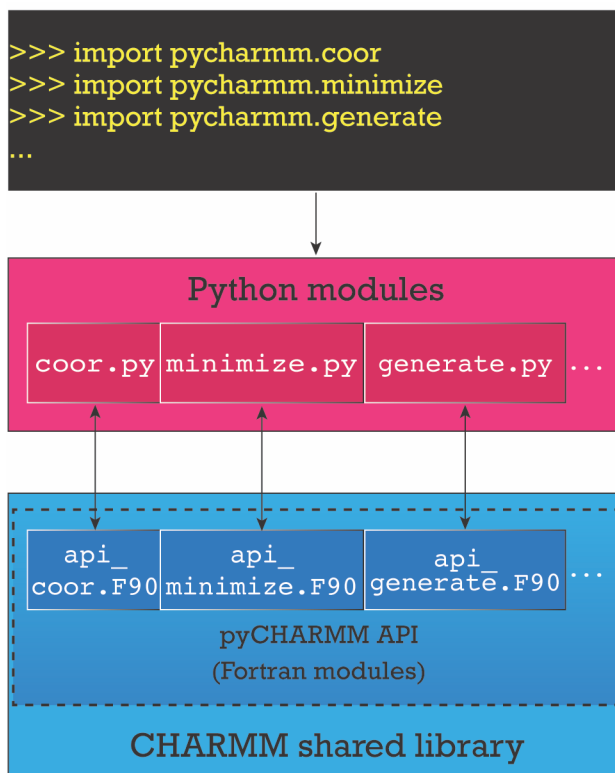 >>> import pycharmm.coor
>>> import pycharmm.minimize
>>> import pycharmm.generate
...
Python modules
coor.py minimize.py generate.py ...
api_ api_ api_
coor.F90 minimize.F90 generate.F90 ...
pyCHARMM API
(Fortran modules)
CHARMM shared library